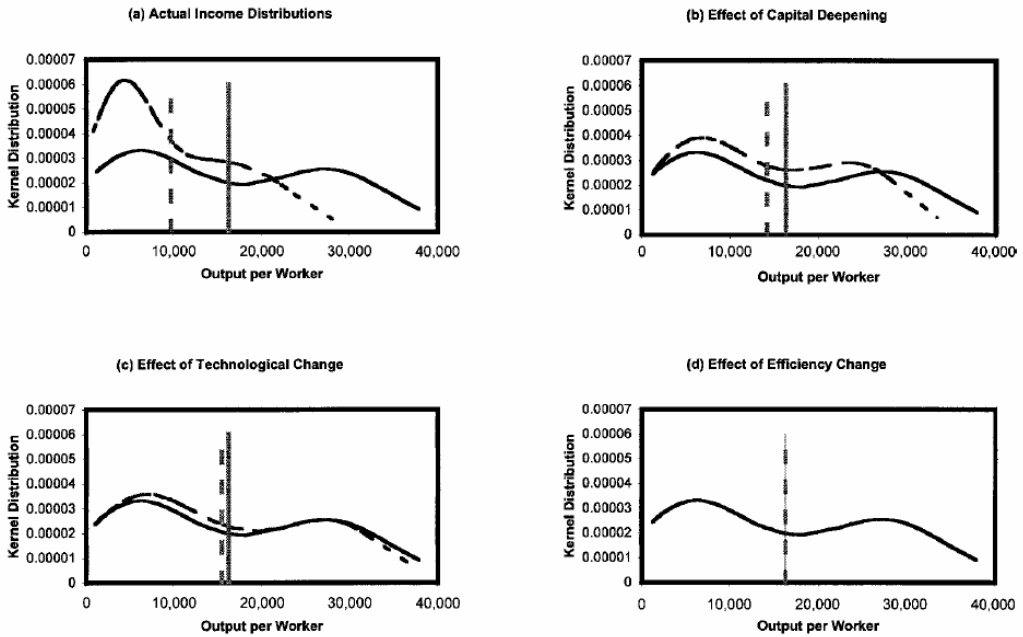 (a) Actual Income Distributions
0.00007
0.00006
0.00005
0.00004
0.00003
0.00002
0.00001
0
Kernel Distribution
0 10,000 20,000 30,000 40,000
Output per Worker
(b) Effect of Capital Deepening
0.00007
0.00006
0.00005
0.00004
0.00003
0.00002
0.00001
0
Kernel Distribution
0 10,000 20,000 30,000 40,000
Output per Worker
(c) Effect of Technological Change
0.00007
0.00006
0.00005
0.00004
0.00003
0.00002
0.00001
0
Kernel Distribution
0 10,000 20,000 30,000 40,000
Output per Worker
(d) Effect of Efficiency Change
0.00007
0.00006
0.00005
0.00004
0.00003
0.00002
0.00001
0
Kernel Distribution
0 10,000 20,000 30,000 40,000
Output per Worker